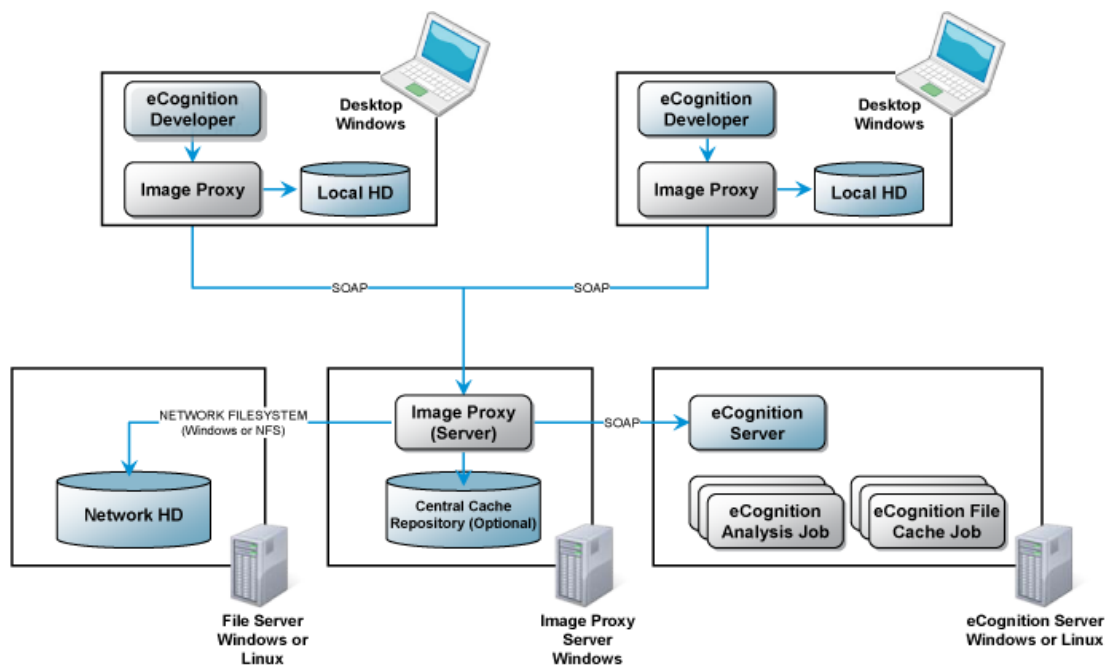 eCognition
Developer
Desktop
Windows
Image Proxy
Local HD
eCognition
Developer
Desktop
Windows
Image Proxy
Local HD
SOAP
SOAP
NETWORK FILESYSTEM
(Windows or NFS)
Network HD
File Server
Windows or
Linux
Image Proxy
(Server)
Central Cache
Repository (Optional)
Image Proxy
Server
Windows
SOAP
eCognition
Server
eCognition
Analysis Job
eCognition File
Cache Job
eCognition Server
Windows or Linux